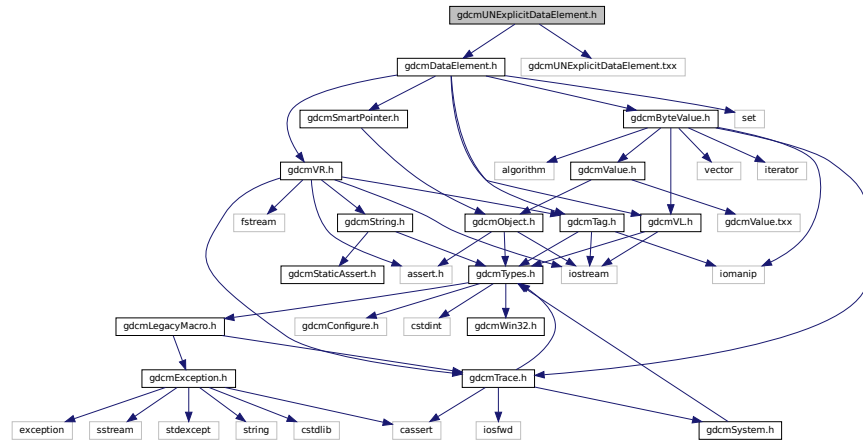 gdcmUNExplicitDataElement.h
gdcmDataElement.h
gdcmUNExplicitDataElement.txx
gdcmSmartPointer.h
gdcmByteValue.h
set
gdcmVR.h
algorithm
gdcmValue.h
vector
iterator
fstream
gdcmString.h
gdcmObject.h
gdcmTag.h
gdcmVL.h
gdcmValue.txx
gdcmStaticAssert.h
assert.h
gdcmTypes.h
iostream
iomanip
gdcmLegacyMacro.h
gdcmConfigure.h
cstdint
gdcmWin32.h
gdcmException.h
gdcmTrace.h
exception
sstream
stdexcept
string
cstdlib
cassert
iosfwd
gdcmSystem.h